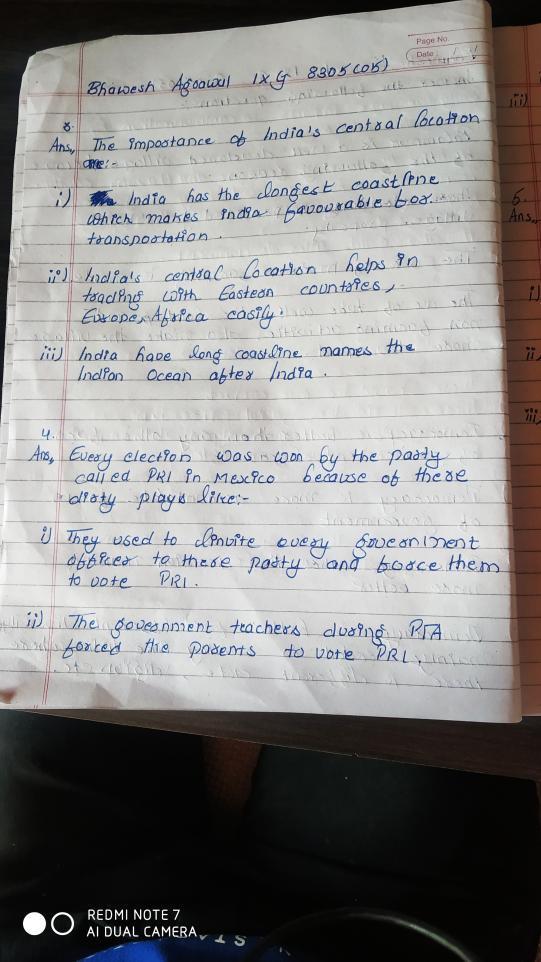 Page No.
Date
Bhawesh Agrawal IX 'G' 8305 (05)
Ans, The importance of India's central location
are:-
i) India has the longest coastline
which makes india favourable for
transportation.
ii) India's central location helps in
trading with Eastern countries,
Europe, Africa easily.
iii) India have long coastline names the
Indian Ocean after India.
4.
Ans, Every election was won by the party
called PRI in Mexico because of there
dirty plays like:-
i) They used to invite every government
officer to there party and force them
to vote PRI.
ii) The government teachers during PTA
forced the parents to vote PRI.
iii)
5.
Ans,
i)
ii,
iii,
REDMI NOTE 7
AI DUAL CAMERA